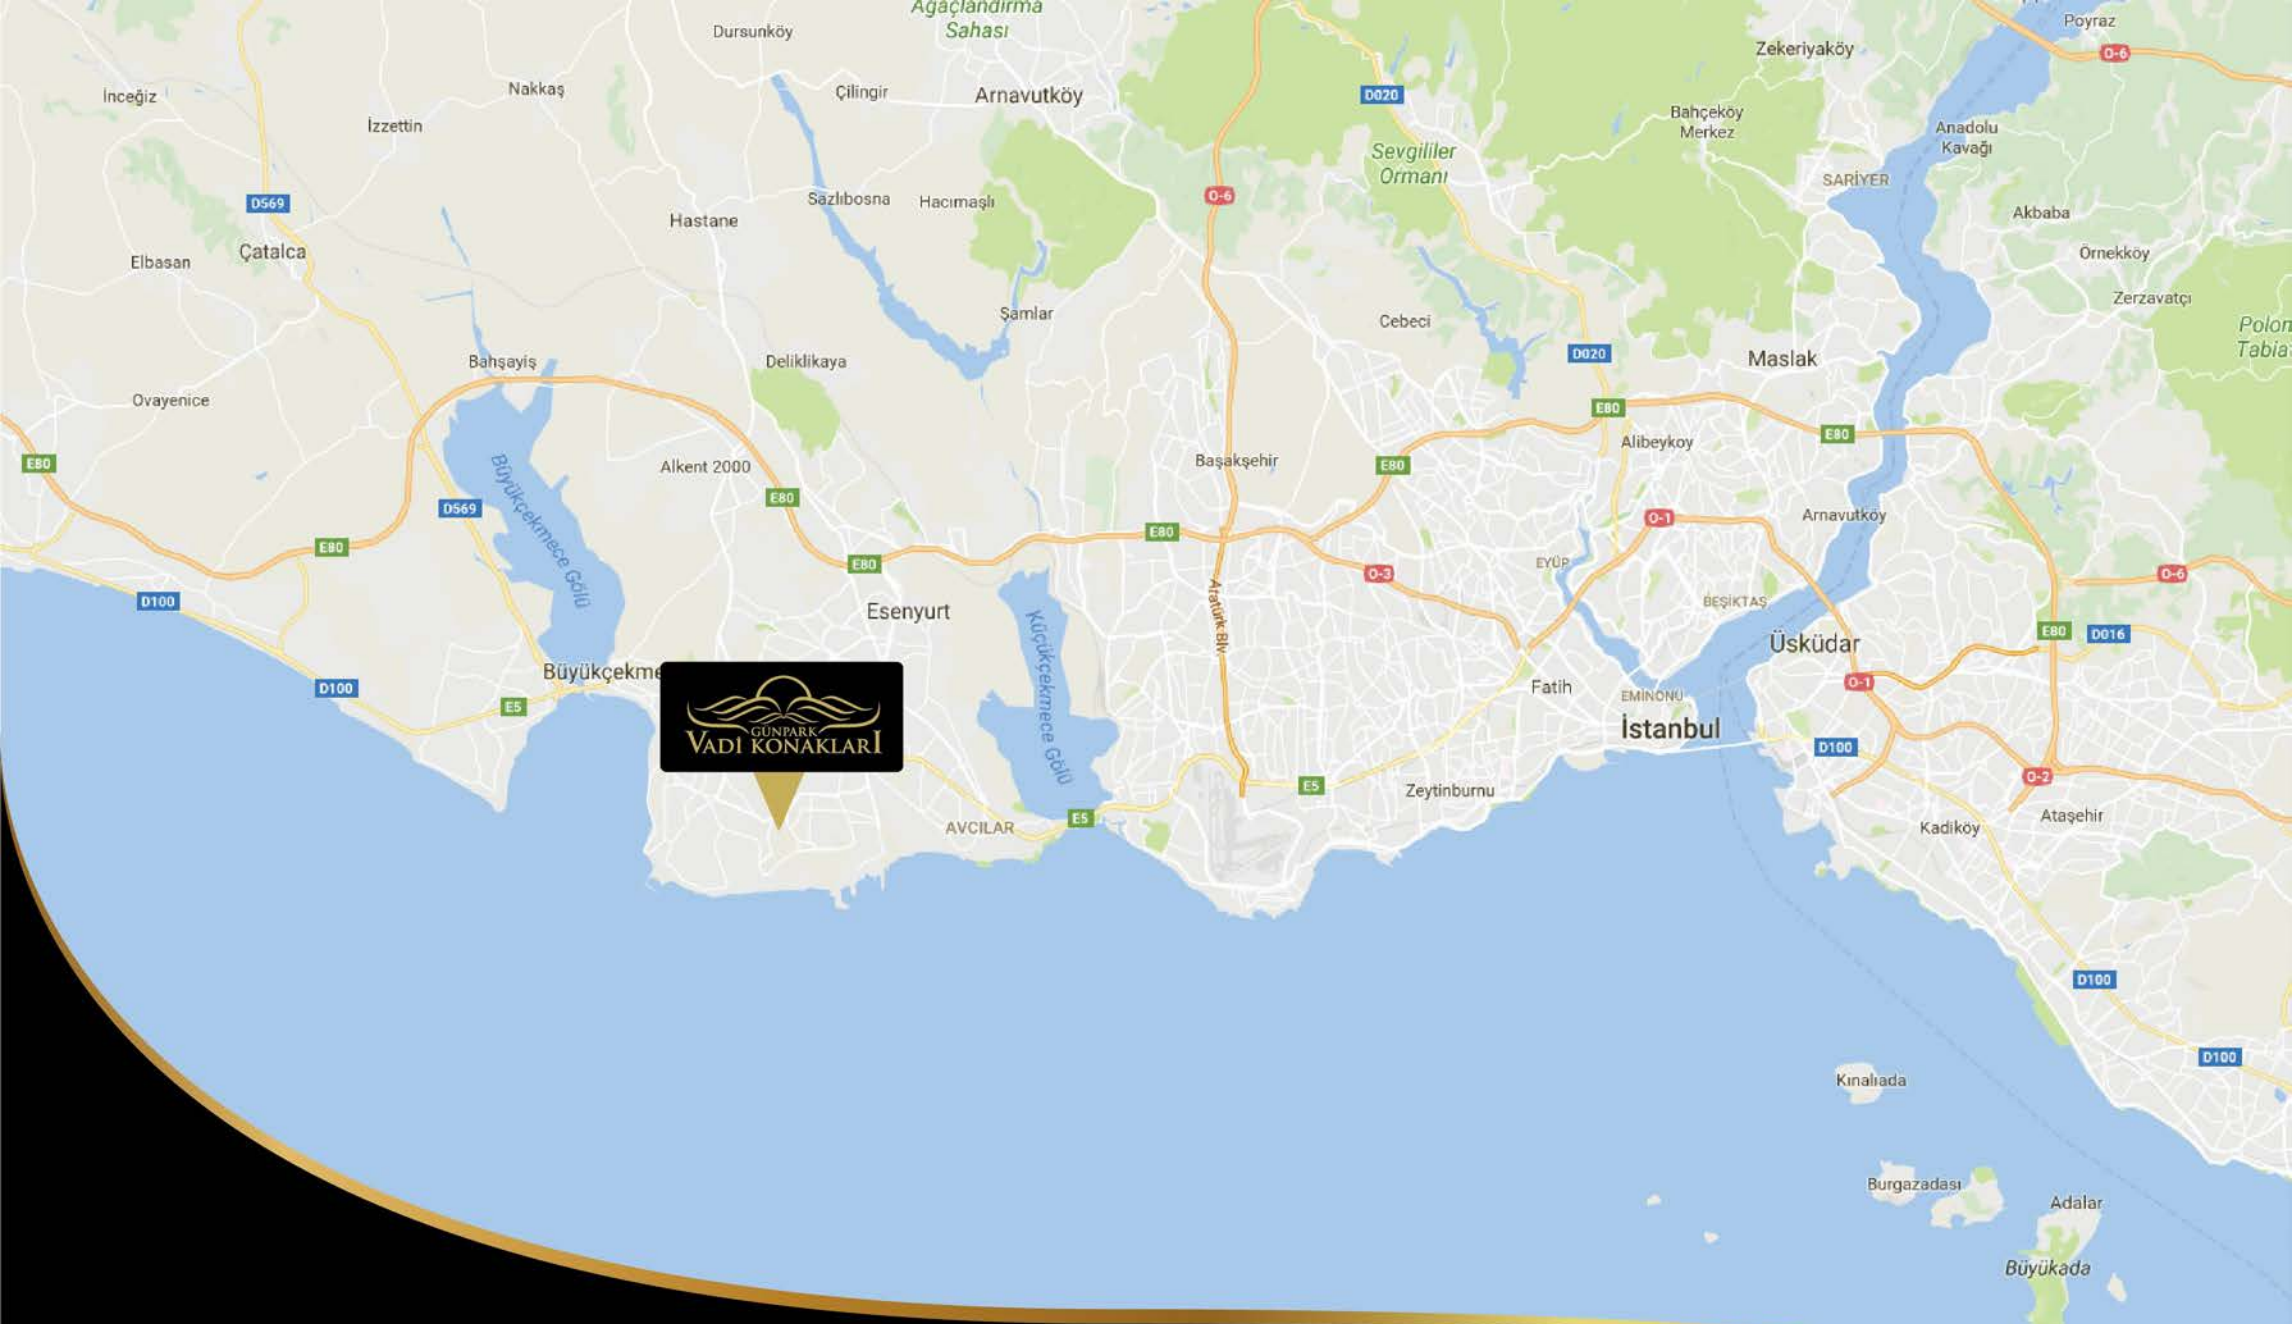 Ağaçlandırma
Sahası
Dursunköy
Poyraz
Zekeriyaköy
O-6
İnceğiz
Nakkaş
Çilingir
Arnavutköy
D020
İzzettin
Bahçeköy
Merkez
Anadolu
Kavağı
Sevgililer
Ormanı
SARİYER
D569
Sazlıbosna
Hacımaşlı
O-6
Hastane
Akbaba
Çatalca
Elbasan
Örnekköy
Zerzavatçı
Şamlar
Cebeci
Polon
Tabia
Bahşayiş
Deliklikaya
D020
Maslak
Ovayenice
E80
Alibeykoy
E80
E80
Alkent 2000
Başakşehir
E80
Büyükçekmece Gölü
D569
E80
O-1
Arnavutköy
E80
E80
E80
EYÜP
O-3
O-6
D100
Esenyurt
Küçükçekmece Gölü
Atatürk Blv.
BEŞİKTAŞ
Üsküdar
E80
D016
Büyükçekme
D100
E5
Fatih
EMİNÖNÜ
O-1
İstanbul
GÜNPARK
VADİ KONAKLARI
D100
E5
Zeytinburnu
O-2
AVCILAR
E5
Kadıköy
Ataşehir
D100
D100
Kınalıada
Burgazadası
Adalar
Büyükada